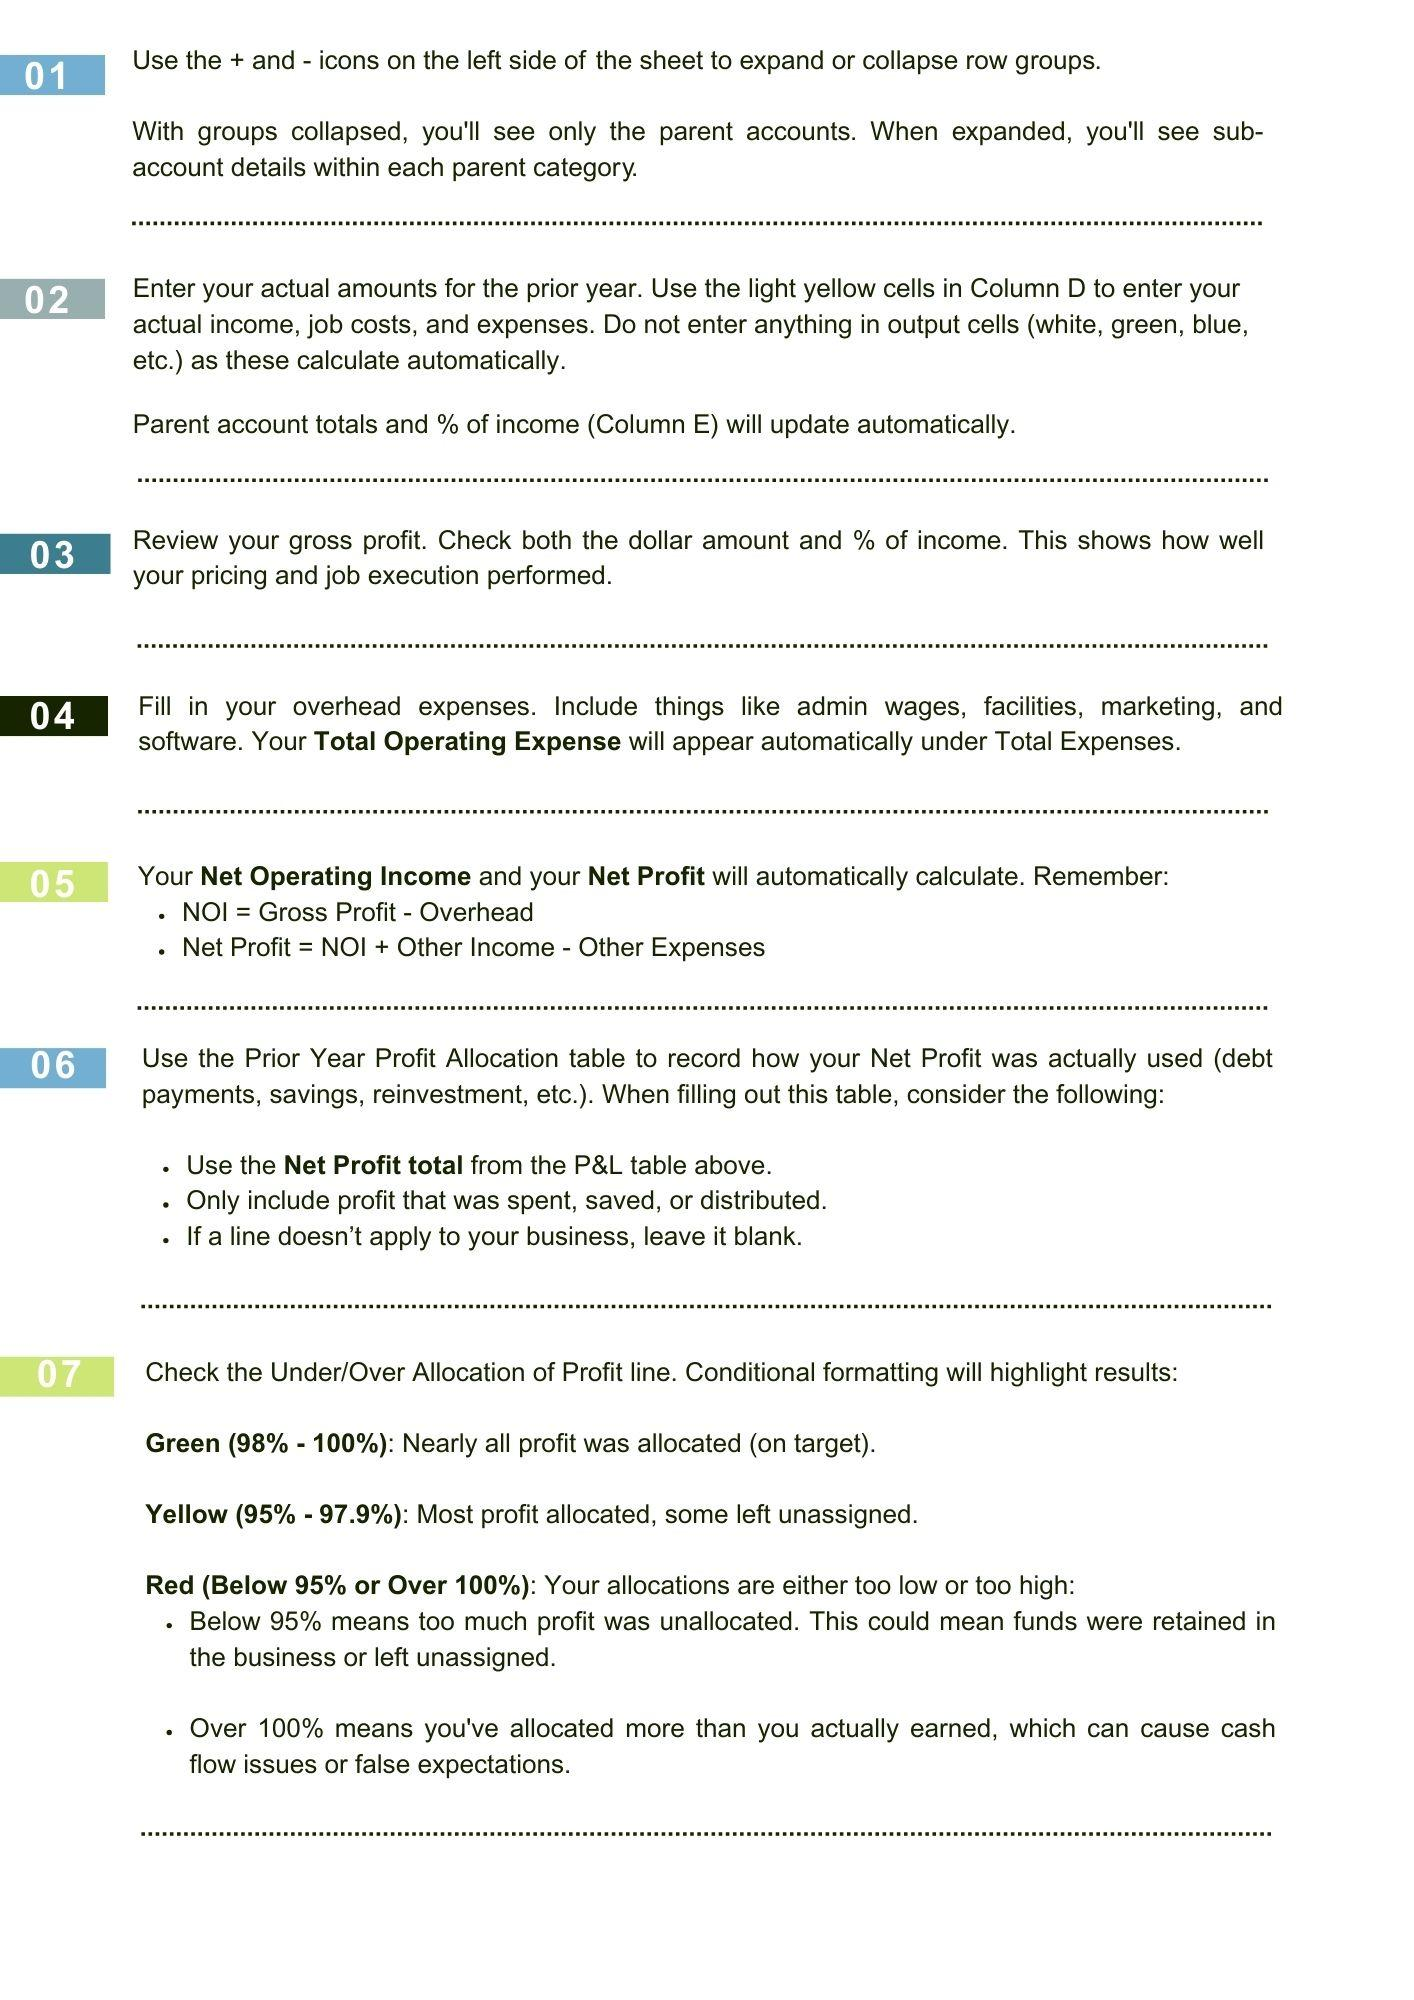 01
Use the + and - icons on the left side of the sheet to expand or collapse row groups.
With groups collapsed, you'll see only the parent accounts. When expanded, you'll see sub-
account details within each parent category.
02
Enter your actual amounts for the prior year. Use the light yellow cells in Column D to enter your
actual income, job costs, and expenses. Do not enter anything in output cells (white, green, blue,
etc.) as these calculate automatically.
Parent account totals and % of income (Column E) will update automatically.
03
Review your gross profit. Check both the dollar amount and % of income. This shows how well
your pricing and job execution performed.
04
Fill in your overhead expenses. Include things like admin wages, facilities, marketing, and
software. Your Total Operating Expense will appear automatically under Total Expenses.
05
Your Net Operating Income and your Net Profit will automatically calculate. Remember:
• NOI = Gross Profit - Overhead
• Net Profit = NOI + Other Income - Other Expenses
06
Use the Prior Year Profit Allocation table to record how your Net Profit was actually used (debt
payments, savings, reinvestment, etc.). When filling out this table, consider the following:
• Use the Net Profit total from the P&L table above.
• Only include profit that was spent, saved, or distributed.
• If a line doesn’t apply to your business, leave it blank.
07
Check the Under/Over Allocation of Profit line. Conditional formatting will highlight results:
Green (98% - 100%): Nearly all profit was allocated (on target).
Yellow (95% - 97.9%): Most profit allocated, some left unassigned.
Red (Below 95% or Over 100%): Your allocations are either too low or too high:
• Below 95% means too much profit was unallocated. This could mean funds were retained in
the business or left unassigned.
• Over 100% means you've allocated more than you actually earned, which can cause cash
flow issues or false expectations.